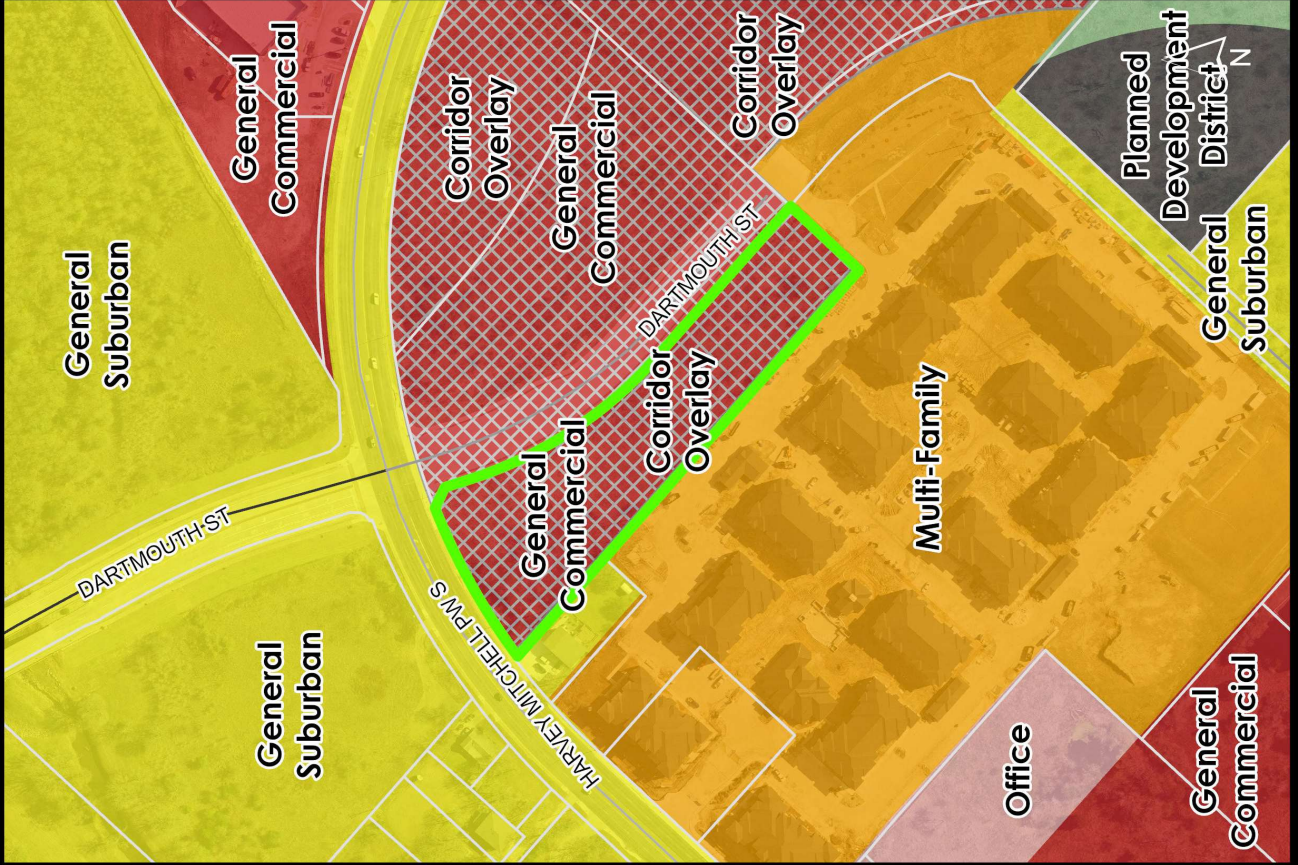 General
Commercial
Corridor
Overlay
General
Commercial
Corridor
Overlay
Planned
Development
District
N
General
Suburban
General
Suburban
DARTMOUTH ST
Corridor
Overlay
General
Commercial
Multi-Family
DARTMOUTH ST
HARVEY MITCHELL PW S
General
Suburban
Office
General
Commercial